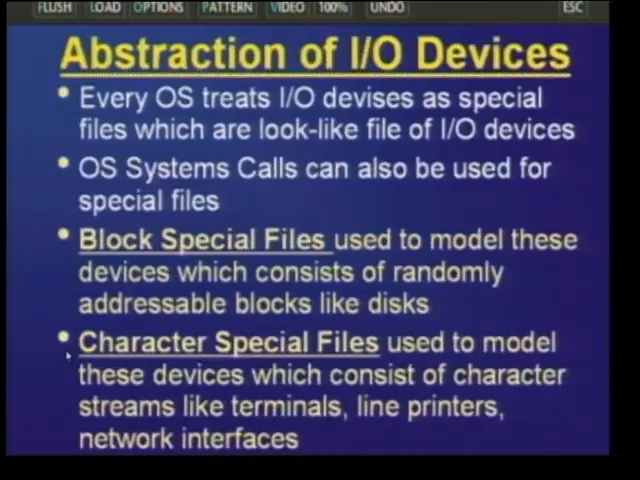 FLUSH LOAD OPTIONS PATTERN VIDEO 100% UNDO ESC
Abstraction of I/O Devices
• Every OS treats I/O devises as special
files which are look-like file of I/O devices
• OS Systems Calls can also be used for
special files
• Block Special Files used to model these
devices which consists of randomly
addressable blocks like disks
• Character Special Files used to model
these devices which consist of character
streams like terminals, line printers,
network interfaces